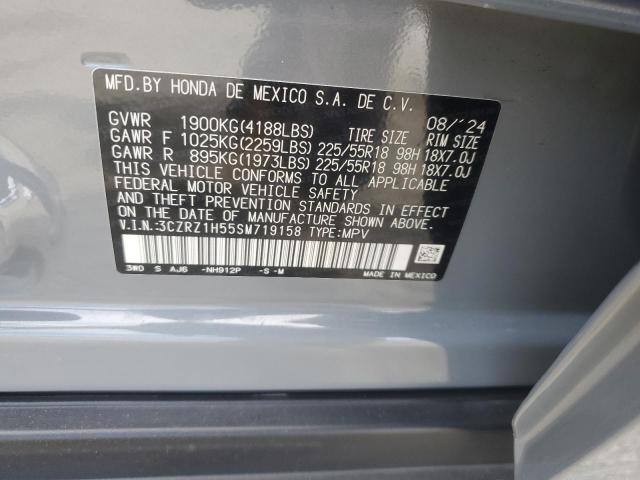 MFD.BY HONDA DE MEXICO S.A. DE C.V.
08/'24
GVWR 1900KG(4188LBS) TIRE SIZE RIM SIZE
GAWR F 1025KG(2259LBS) 225/55R18 98H 18X7.0J
GAWR R 895KG(1973LBS) 225/55R18 98H 18X7.0J
THIS VEHICLE CONFORMS TO ALL APPLICABLE
FEDERAL MOTOR VEHICLE SAFETY
AND THEFT PREVENTION STANDARDS IN EFFECT
ON THE DATE OF MANUFACTURE SHOWN ABOVE.
V.I.N.:3CZRZ1H55SM719158 TYPE:MPV
3W0 S AJ6 -NH912P -S -M MADE IN MEXICO